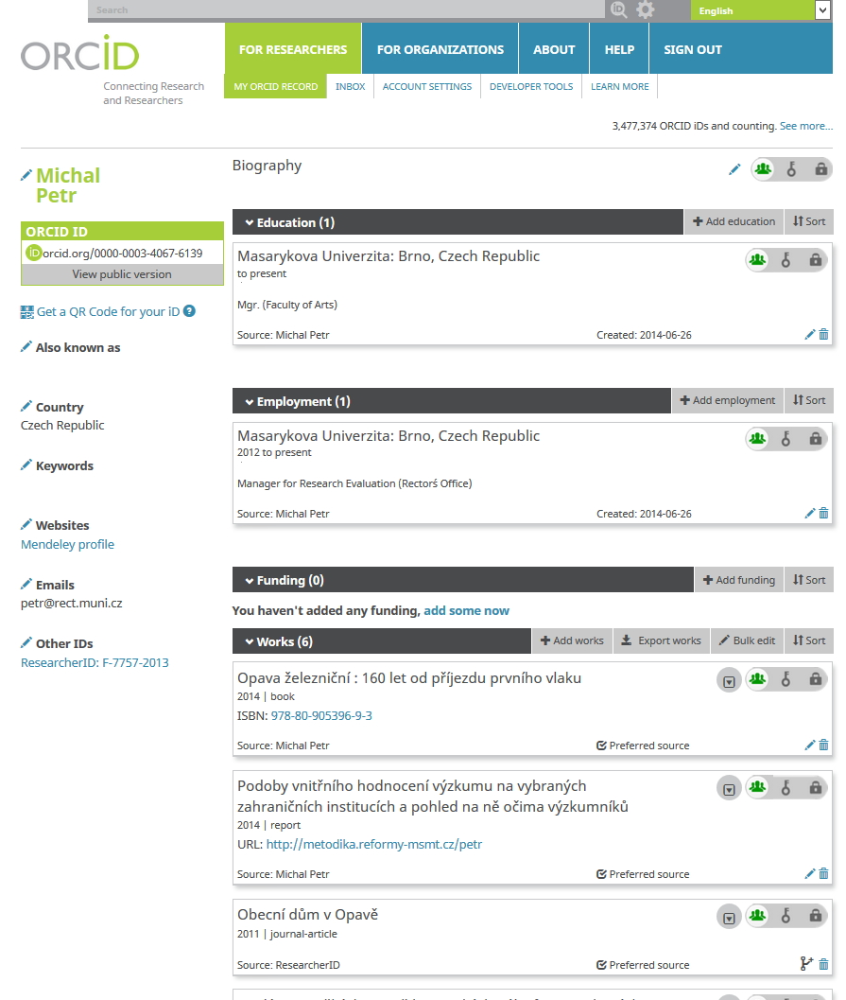 Search
English
ORCID
Connecting Research
and Researchers
FOR RESEARCHERS
FOR ORGANIZATIONS
ABOUT
HELP
SIGN OUT
MY ORCID RECORD
INBOX
ACCOUNT SETTINGS
DEVELOPER TOOLS
LEARN MORE
3,477,374 ORCID iDs and counting. See more...
Michal
Petr
ORCID ID
iD orcid.org/0000-0003-4067-6139
View public version
Get a QR Code for your iD ?
Also known as
Country
Czech Republic
Keywords
Websites
Mendeley profile
Emails
petr@rect.muni.cz
Other IDs
ResearcherID: F-7757-2013
Biography
Education (1)
Add education
Sort
Masarykova Univerzita: Brno, Czech Republic
to present
Mgr. (Faculty of Arts)
Source: Michal Petr
Created: 2014-06-26
Employment (1)
Add employment
Sort
Masarykova Univerzita: Brno, Czech Republic
2012 to present
Manager for Research Evaluation (Rectorś Office)
Source: Michal Petr
Created: 2014-06-26
Funding (0)
Add funding
Sort
You haven't added any funding, add some now
Works (6)
Add works
Export works
Bulk edit
Sort
Opava železniční : 160 let od příjezdu prvního vlaku
2014 | book
ISBN: 978-80-905396-9-3
Source: Michal Petr
Preferred source
Podoby vnitřního hodnocení výzkumu na vybraných
zahraničních institucích a pohled na ně očima výzkumníků
2014 | report
URL: http://metodika.reformy-msmt.cz/petr
Source: Michal Petr
Preferred source
Obecní dům v Opavě
2011 | journal-article
Source: ResearcherID
Preferred source